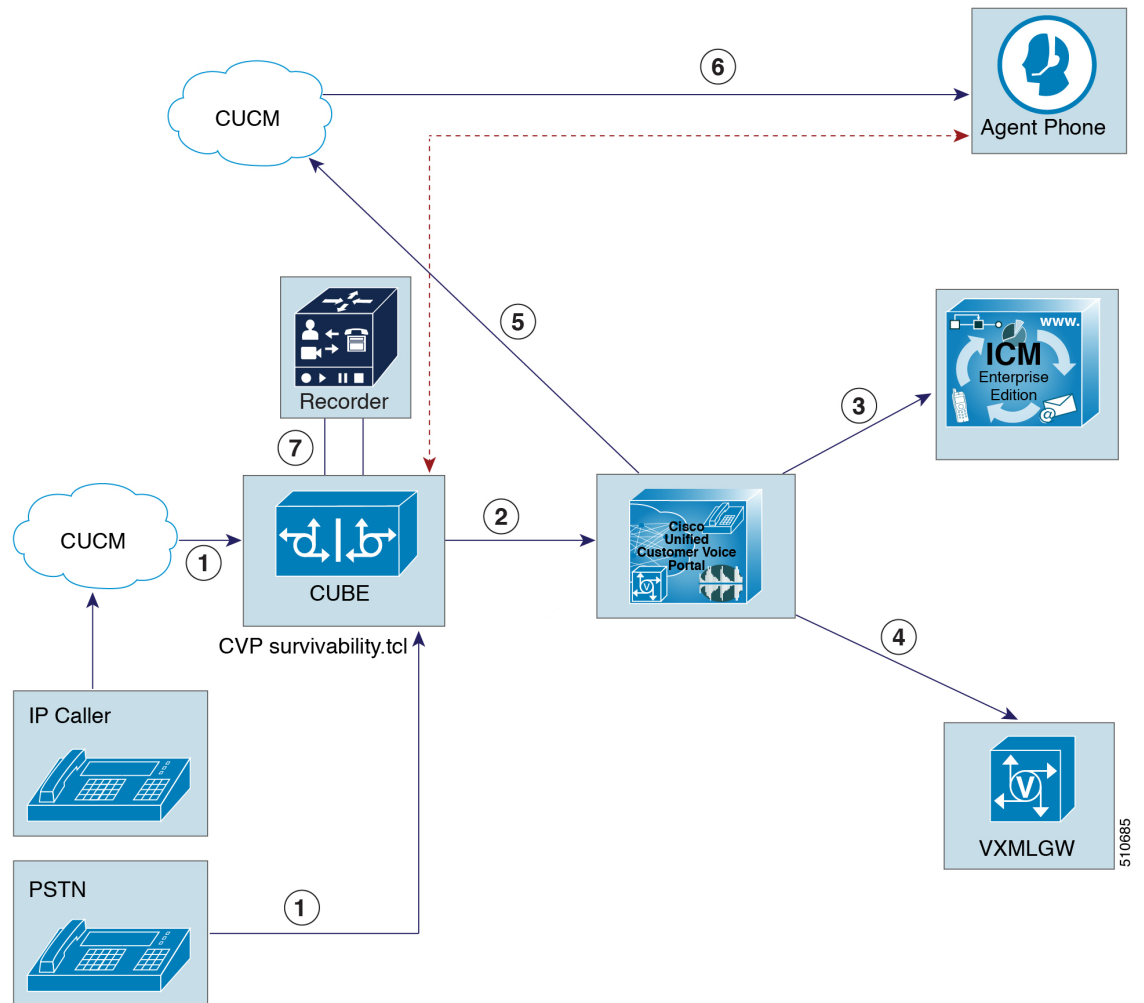 6
CUCM
Agent Phone
5
www.
ICM
Enterprise
Edition
@
Recorder
3
7
CUCM
1
2
CUBE
Cisco
Unified
Customer Voice
Portal
V
CVP survivability.tcl
4
IP Caller
V
VXMLGW
510685
PSTN
1